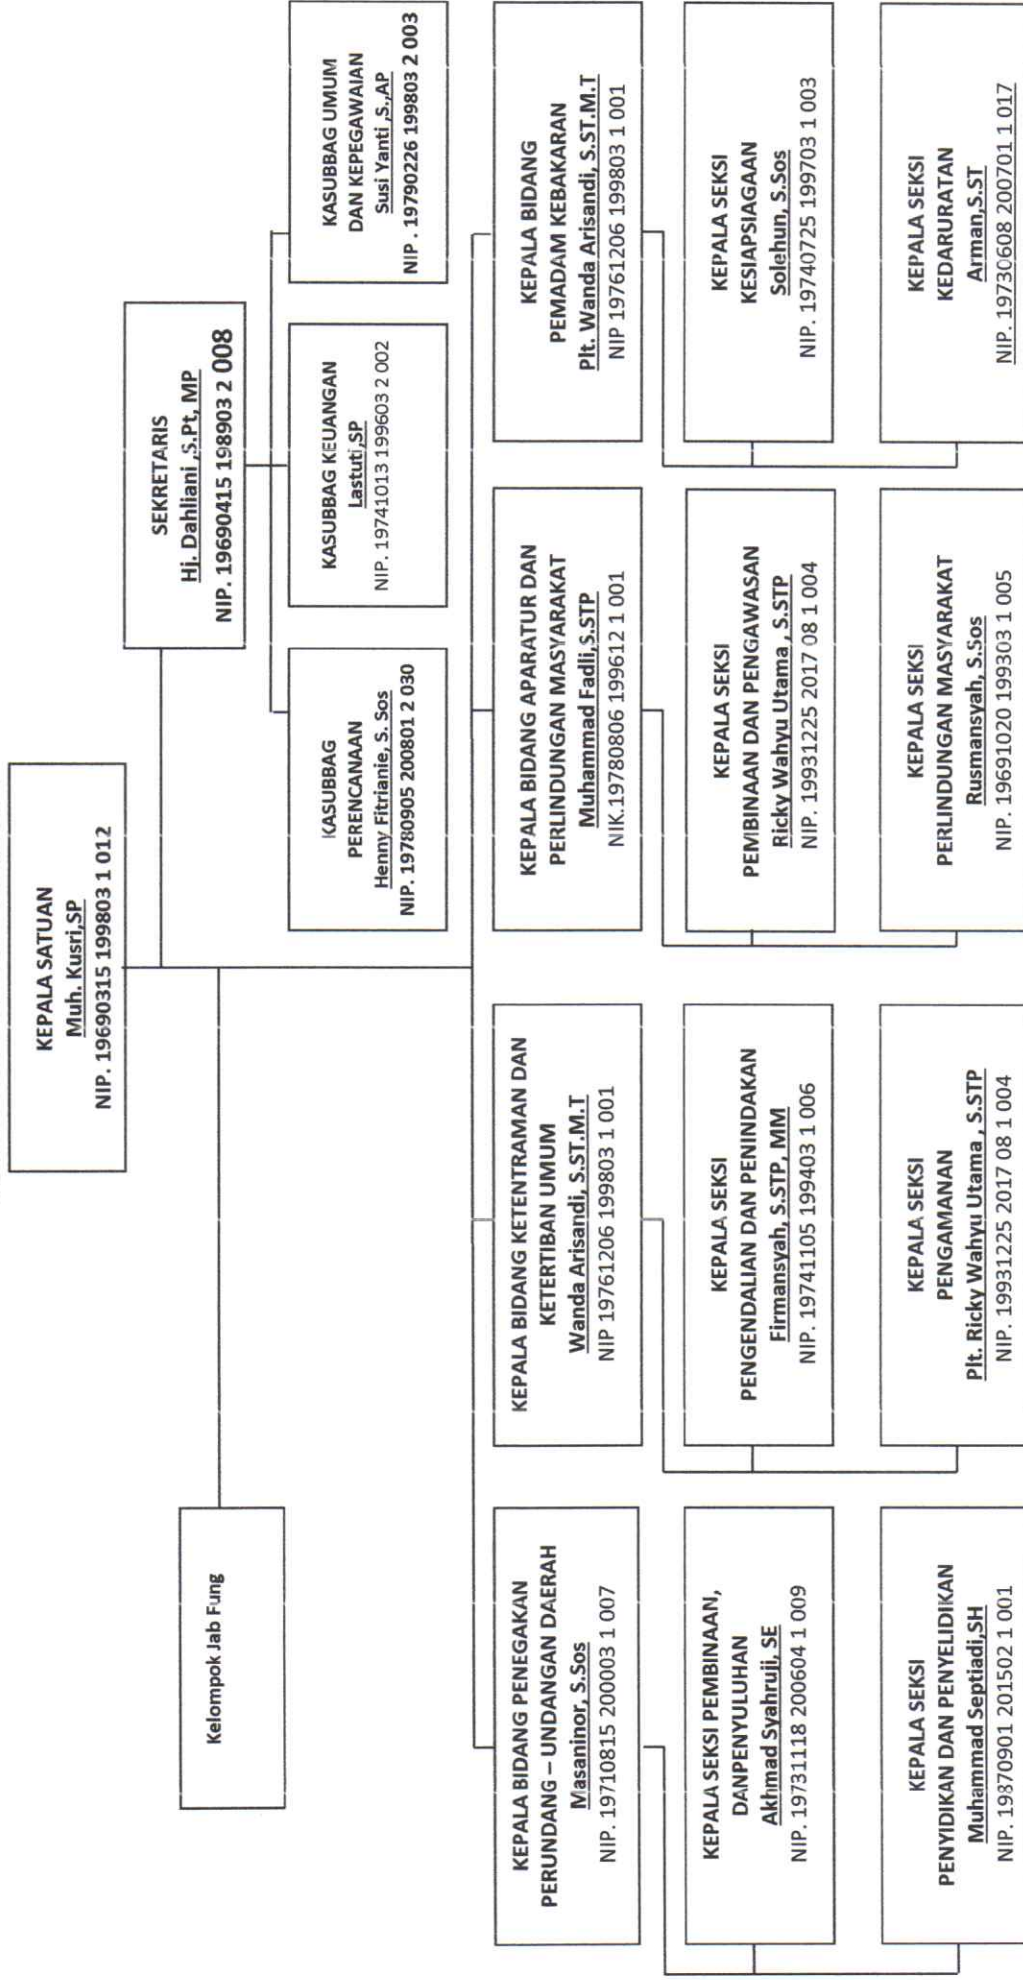 KEPALA SATUAN
Muh. Kusri,SP
NIP. 19690315 199803 1 012
Kelompok Jab Fung
SEKRETARIS
Hj. Dahliani ,S.Pt, MP
NIP. 19690415 198903 2 008
KASUBBAG
PERENCANAAN
Henny Fitrianie, S. Sos
NIP. 19780905 200801 2 030
KASUBBAG KEUANGAN
Lastuti,SP
NIP. 19741013 199603 2 002
KASUBBAG UMUM
DAN KEPEGAWAIAN
Susi Yanti ,S.,AP
NIP . 19790226 199803 2 003
KEPALA BIDANG PENEGAKAN
PERUNDANG – UNDANGAN DAERAH
Masaninor, S.Sos
NIP. 19710815 200003 1 007
KEPALA BIDANG KETENTRAMAN DAN
KETERTIBAN UMUM
Wanda Arisandi, S.ST.M.T
NIP 19761206 199803 1 001
KEPALA BIDANG APARATUR DAN
PERLINDUNGAN MASYARAKAT
Muhammad Fadli,S.STP
NIK.19780806 199612 1 001
KEPALA BIDANG
PEMADAM KEBAKARAN
Plt. Wanda Arisandi, S.ST.M.T
NIP 19761206 199803 1 001
KEPALA SEKSI PEMBINAAN,
DANPENYULUHAN
Akhmad Syahruji, SE
NIP. 19731118 200604 1 009
KEPALA SEKSI
PENGENDALIAN DAN PENINDAKAN
Firmansyah, S.STP, MM
NIP. 19741105 199403 1 006
KEPALA SEKSI
PEMBINAAN DAN PENGAWASAN
Ricky Wahyu Utama , S.STP
NIP. 19931225 2017 08 1 004
KEPALA SEKSI
KESIAPSIAGAAN
Solehun, S.Sos
NIP. 19740725 199703 1 003
KEPALA SEKSI
PENYIDIKAN DAN PENYELIDIKAN
Muhammad Septiadi,SH
NIP. 19870901 201502 1 001
KEPALA SEKSI
PENGAMANAN
Plt. Ricky Wahyu Utama , S.STP
NIP. 19931225 2017 08 1 004
KEPALA SEKSI
PERLINDUNGAN MASYARAKAT
Rusmansyah, S.Sos
NIP. 19691020 199303 1 005
KEPALA SEKSI
KEDARURATAN
Arman,S.ST
NIP. 19730608 200701 1 017